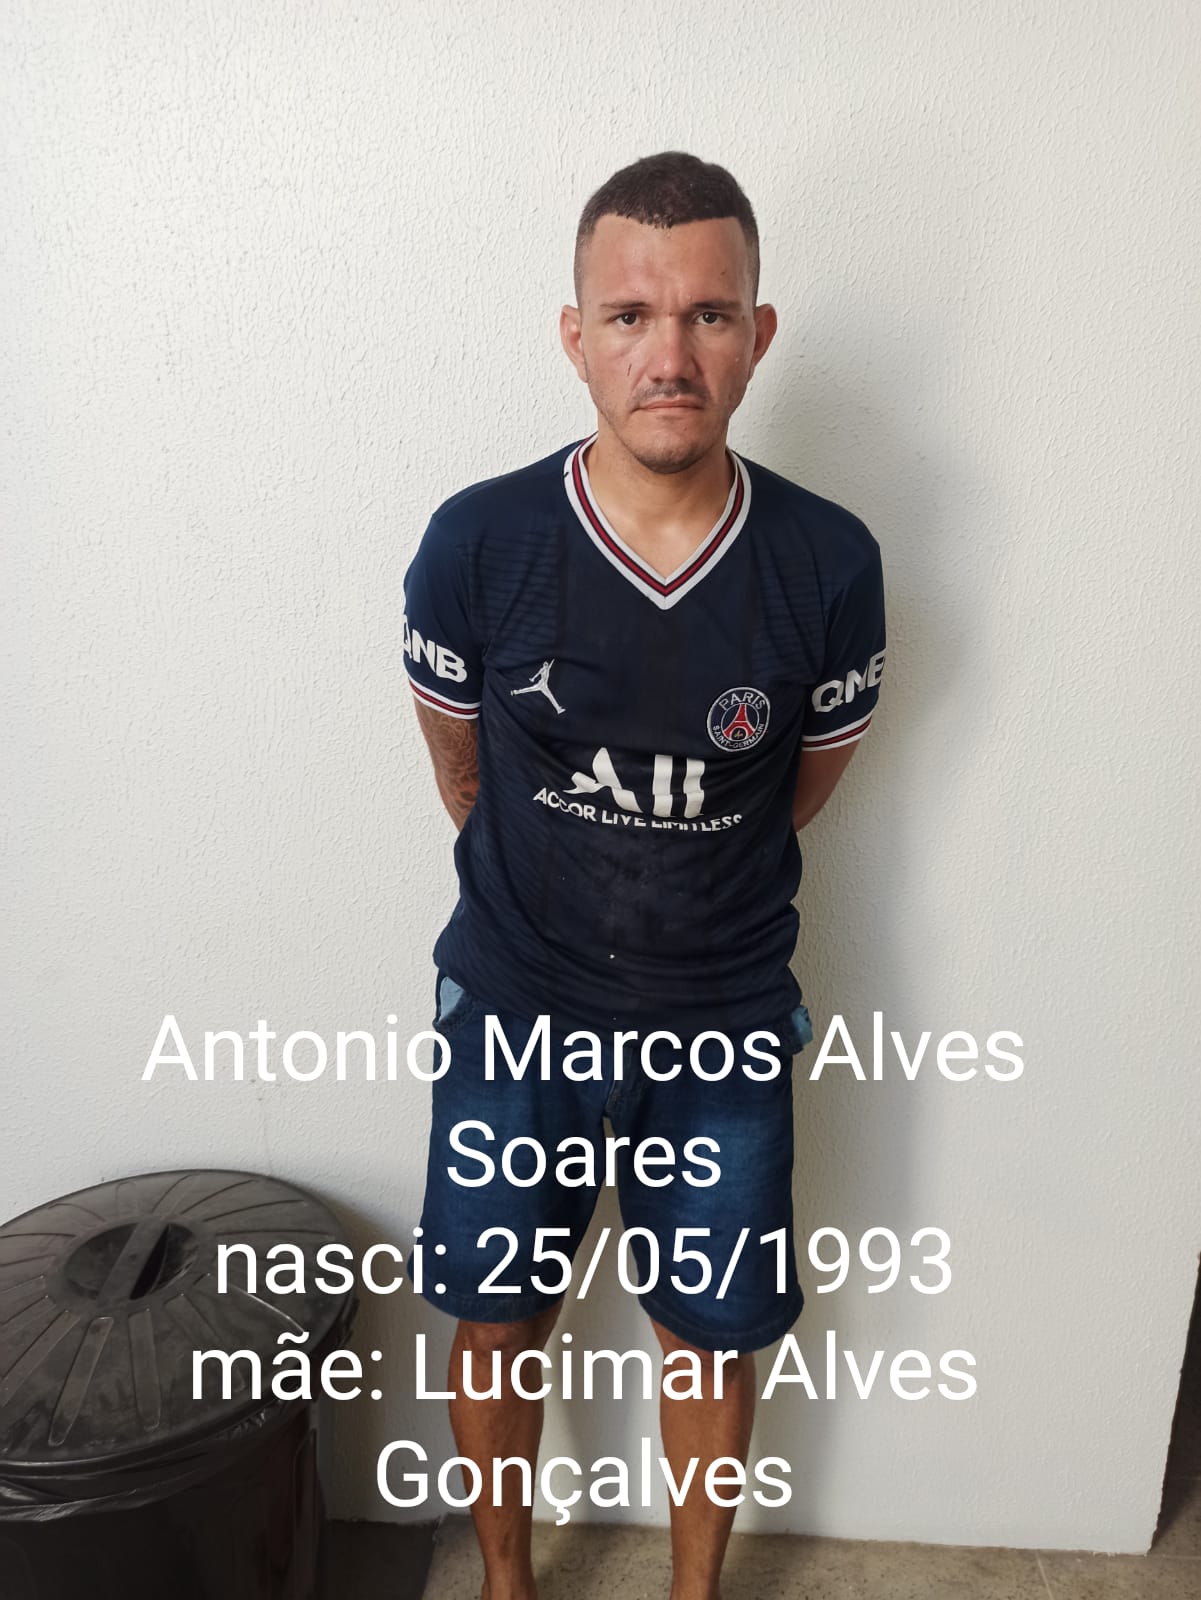 QNB
QNB
PARIS
SAINT-GERMAIN
ALL
ACCOR LIVE LIMITLESS
Antonio Marcos Alves
Soares
nasci: 25/05/1993
mãe: Lucimar Alves
Gonçalves